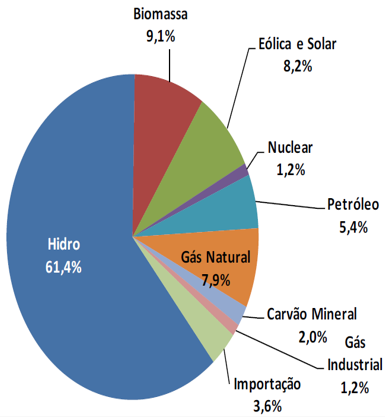 Biomassa
9,1%
Eólica e Solar
8,2%
Nuclear
1,2%
Petróleo
5,4%
Gás Natural
7,9%
Carvão Mineral
2,0%
Gás
Industrial
1,2%
Importação
3,6%
Hidro
61,4%